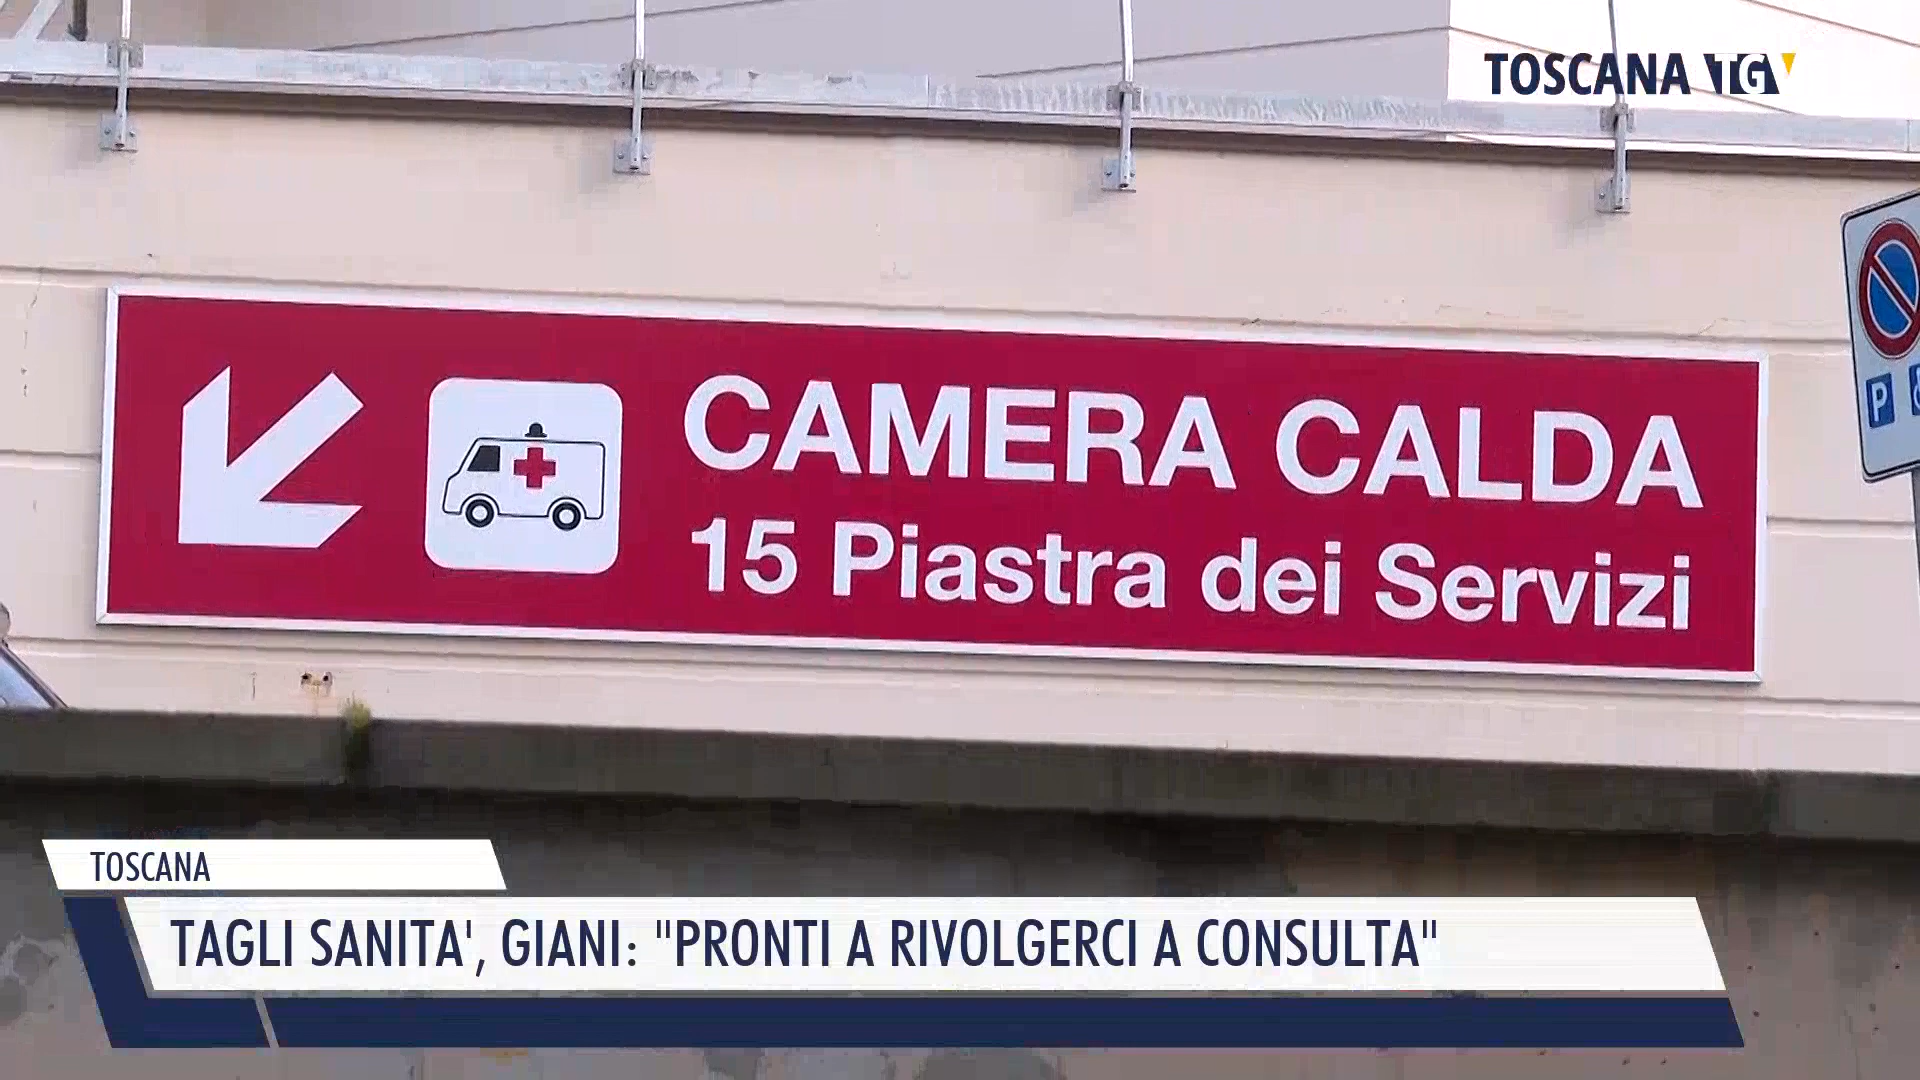 TOSCANA TG
CAMERA CALDA
15 Piastra dei Servizi
P
TOSCANA
TAGLI SANITA', GIANI: "PRONTI A RIVOLGERCI A CONSULTA"